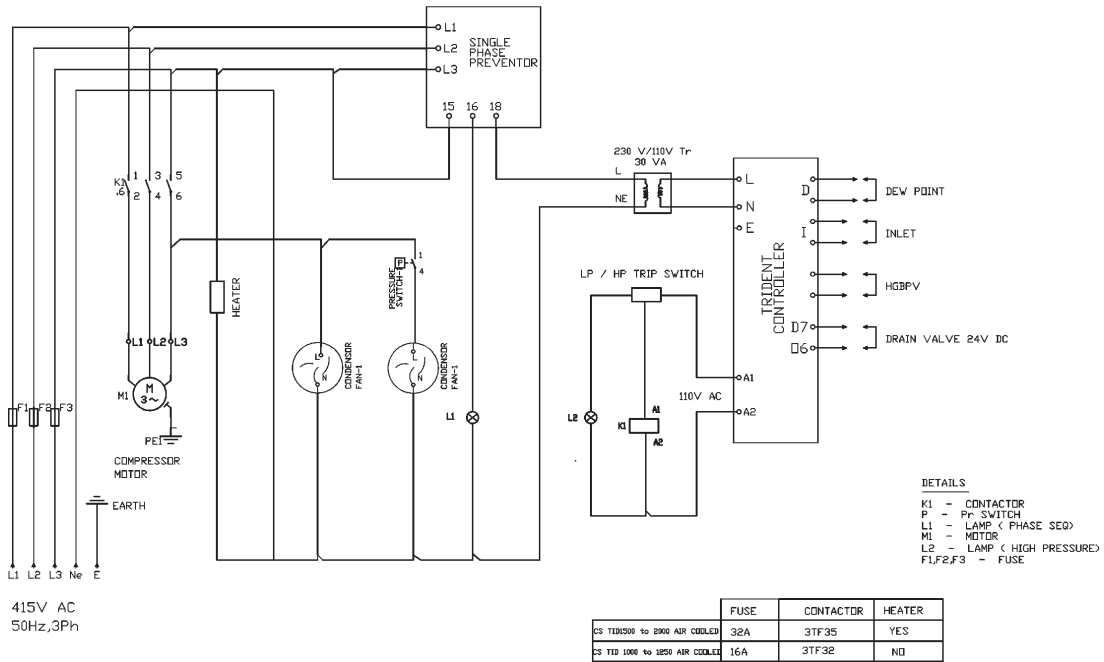 L1
L2
L3
SINGLE
PHASE
PREVENTOR
15 16 18
230 V/110V Tr
30 VA
L
NE
L
N
E
TRIDENT
CONTROLLER
D
I
D7
O6
DEW POINT
INLET
HGBPV
DRAIN VALVE 24V DC
K1
.6
1 3 5
2 4 6
HEATER
P
1
4
PRESSURE
SWITCH-1
LP / HP TRIP SWITCH
L1 L2 L3
M1
M
3~
PE1
COMPRESSOR
MOTOR
L
N
CONDENSOR
FAN-1
L
N
CONDENSOR
FAN-1
L1
L2
K1
A1
A2
110V AC
A1
A2
F1 F2 F3
EARTH
L1 L2 L3 Ne E
415V AC
50Hz,3Ph
DETAILS
K1 - CONTACTOR
P - Pr SWITCH
L1 - LAMP ( PHASE SEQ)
M1 - MOTOR
L2 - LAMP ( HIGH PRESSURE)
F1,F2,F3 - FUSE
FUSE CONTACTOR HEATER
CS TID1500 to 2000 AIR COOLED 32A 3TF35 YES
CS TID 1000 to 1250 AIR COOLED 16A 3TF32 NO